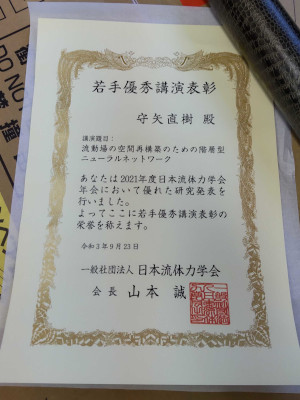 若手優秀講演表彰
守矢直樹 殿
講演題目：
流動場の空間再構築のための階層型
ニューラルネットワーク
あなたは2021年度日本流体力学会
年会において優れた研究発表を
行いました。
よってここに若手優秀講演表彰の
栄誉を称えます。
令和3年9月23日
一般社団法人 日本流体力学会
会長 山本 誠
DO NO